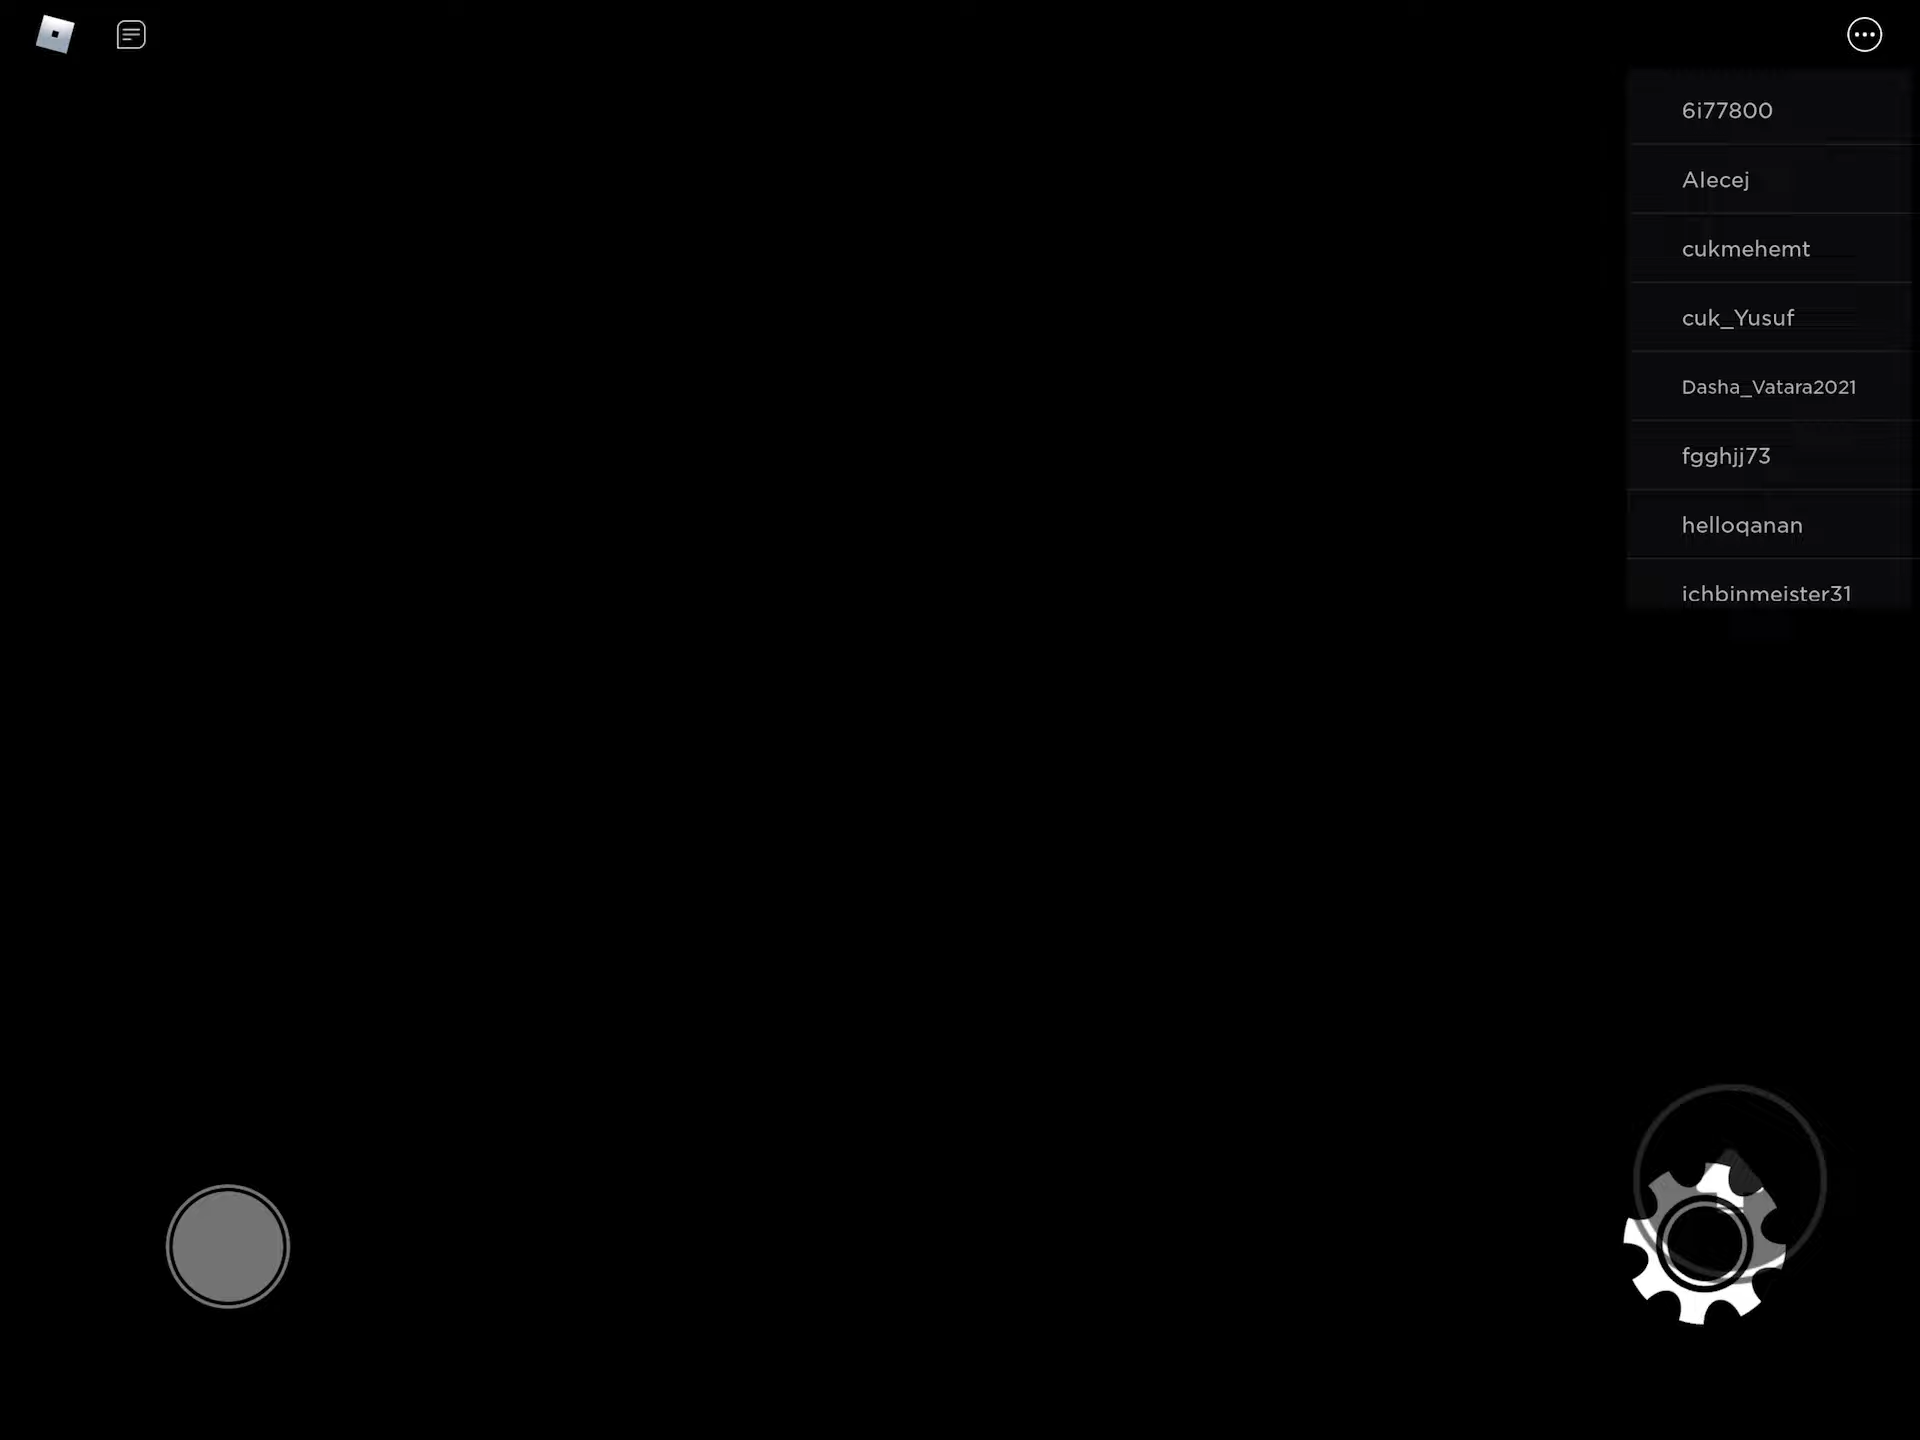 6i77800
Alecej
cukmehemt
cuk_Yusuf
Dasha_Vatara2021
fgghjj73
helloqanan
ichbinmeister31